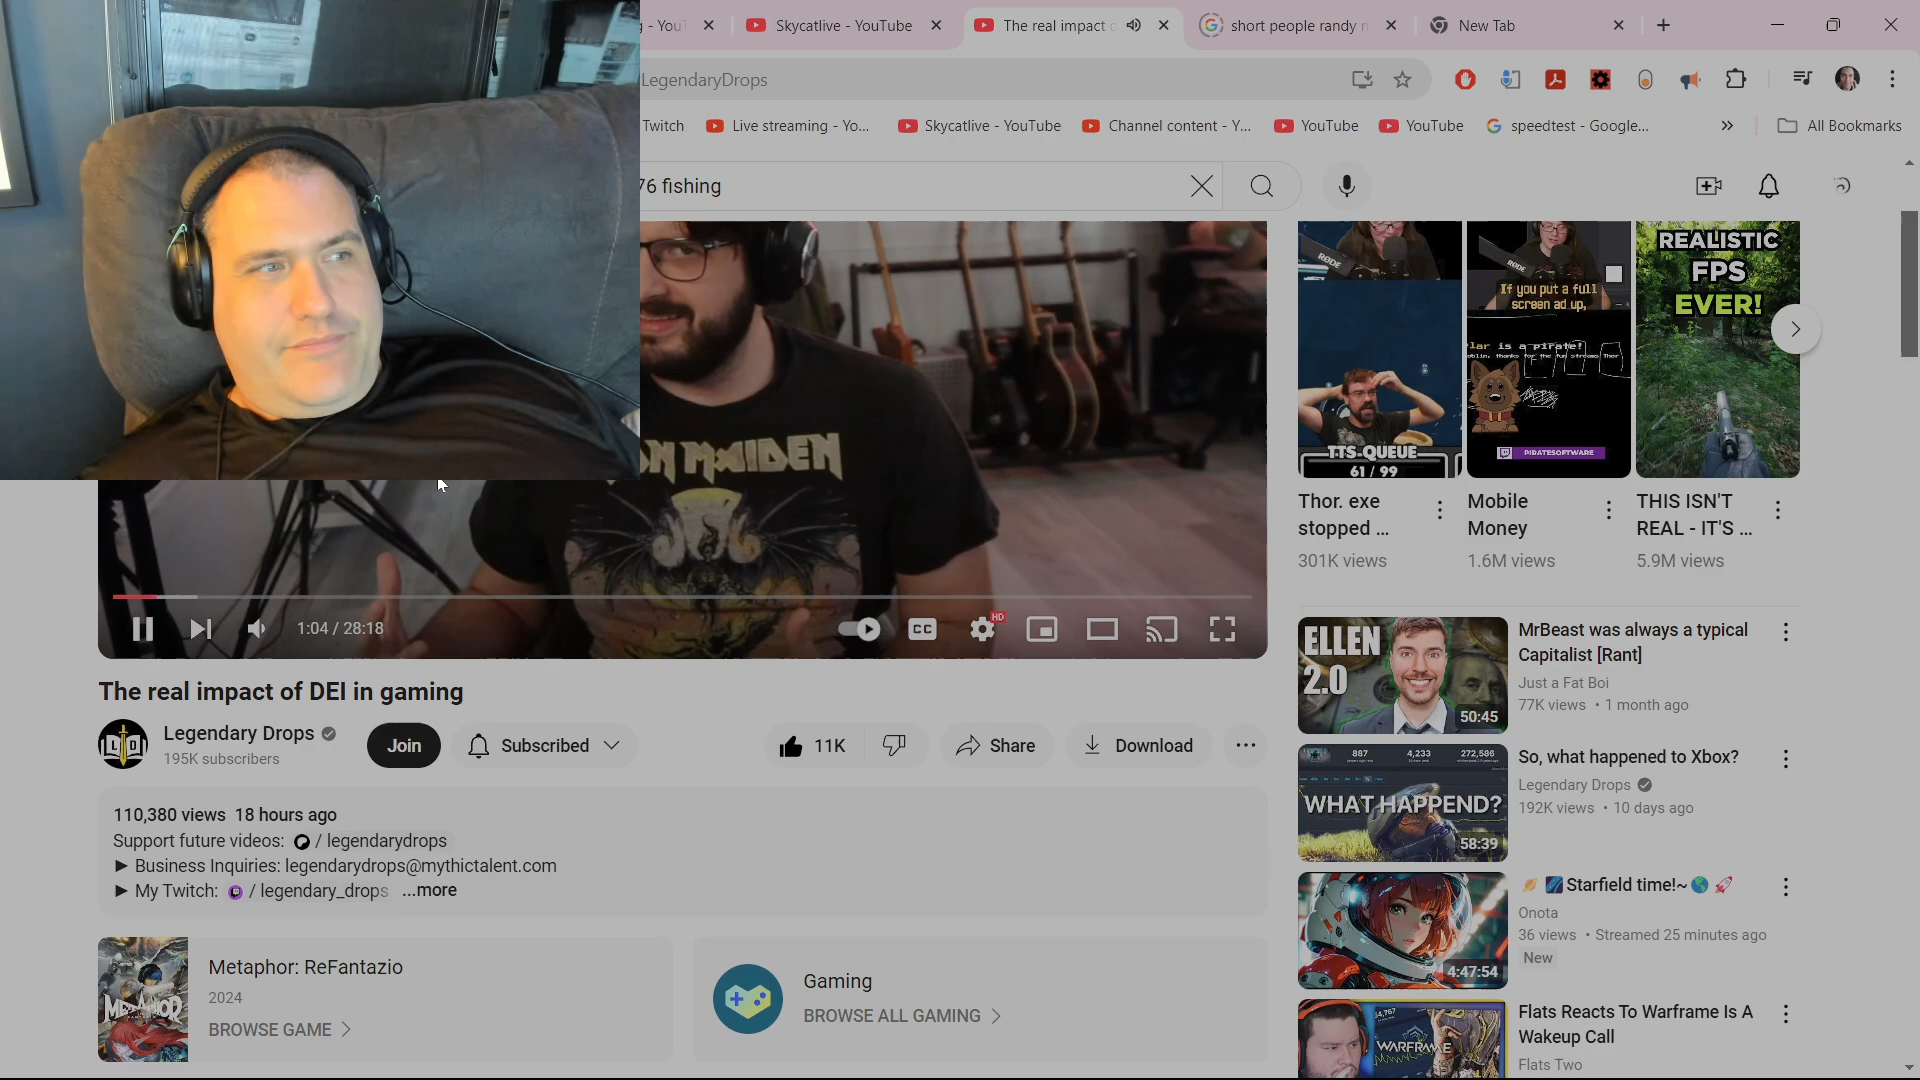 g - YouT
Skycatlive - YouTube
The real impact o
short people randy n
New Tab
LegendaryDrops
Twitch
Live streaming - Yo...
Skycatlive - YouTube
Channel content - Y...
YouTube
YouTube
speedtest - Google...
All Bookmarks
76 fishing
N MAIDEN
1:04 / 28:18
CC
HD
The real impact of DEI in gaming
Legendary Drops
195K subscribers
Join
Subscribed
11K
Share
Download
110,380 views 18 hours ago
Support future videos: / legendarydrops
► Business Inquiries: legendarydrops@mythictalent.com
► My Twitch: / legendary_drops ...more
Metaphor: ReFantazio
2024
BROWSE GAME
Gaming
BROWSE ALL GAMING
RØDE
TTS QUEUE
61 / 99
Thor. exe
stopped ...
301K views
RØDE
If you put a full
screen ad up,
lar is a pirate!
PIRATESOFTWARE
Mobile
Money
1.6M views
REALISTIC
FPS
EVER!
THIS ISN'T
REAL - IT'S ...
5.9M views
ELLEN
2.0
50:45
MrBeast was always a typical
Capitalist [Rant]
Just a Fat Boi
77K views • 1 month ago
887 4,233 272,586
WHAT HAPPEND?
58:39
So, what happened to Xbox?
Legendary Drops
192K views • 10 days ago
4:47:54
Starfield time!~
Onota
36 views • Streamed 25 minutes ago
New
WARFRAME
Flats Reacts To Warframe Is A
Wakeup Call
Flats Two